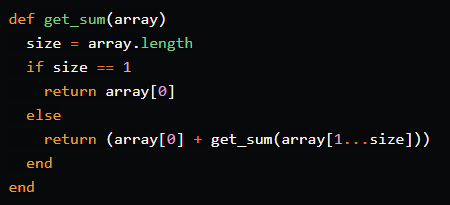 def get_sum(array)
  size = array.length
  if size == 1
    return array[0]
  else
    return (array[0] + get_sum(array[1...size]))
  end
end